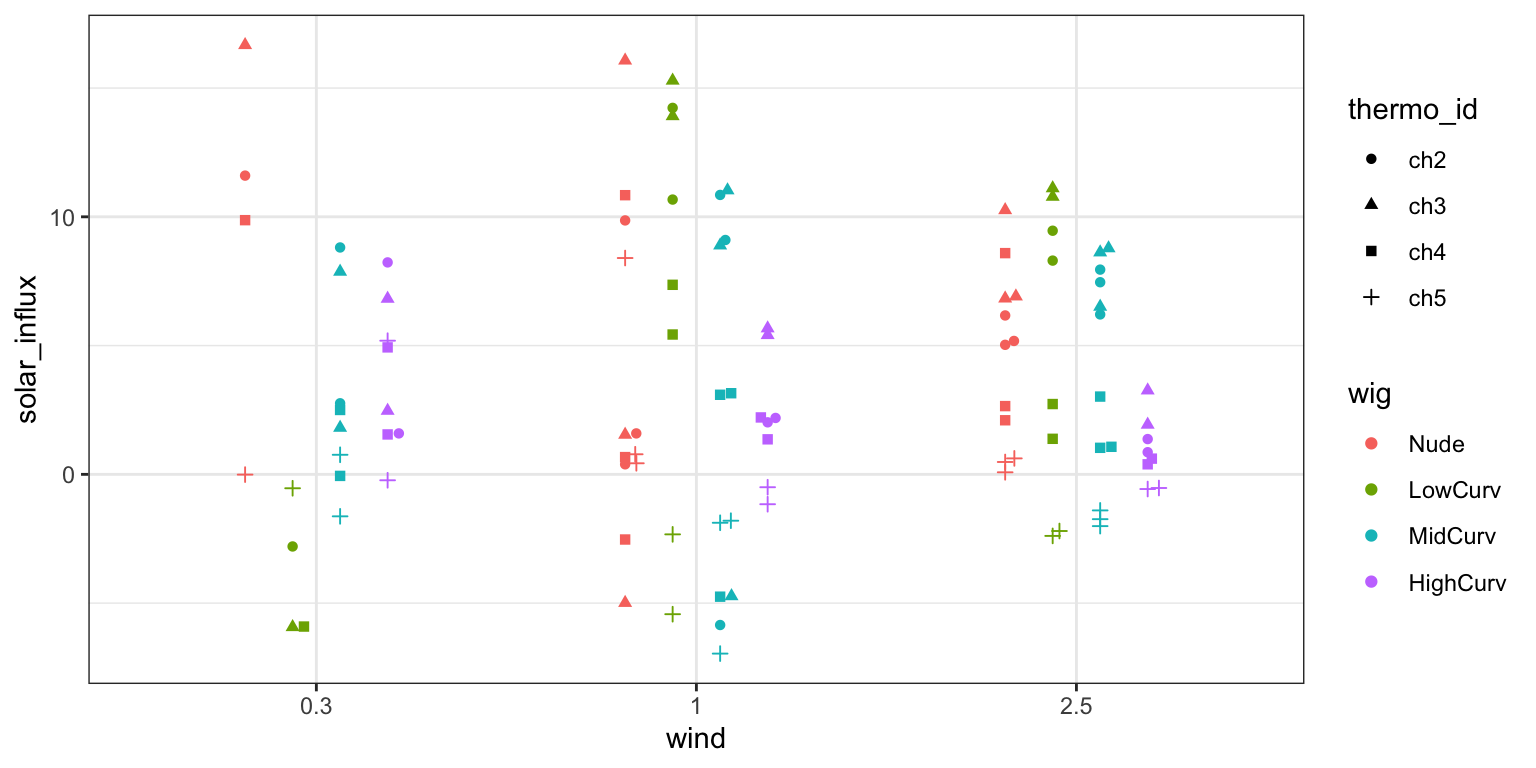 solar_influx
10
0
0.3
1
2.5
wind
thermo_id
ch2
ch3
ch4
ch5
wig
Nude
LowCurv
MidCurv
HighCurv